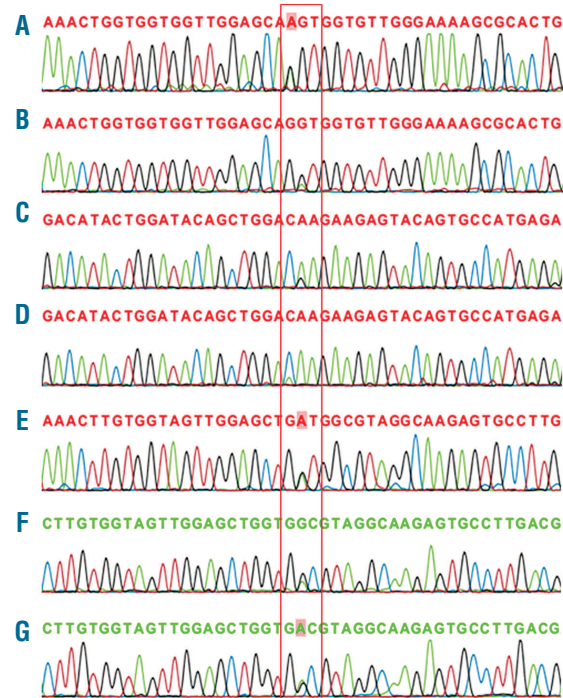 A AAACTGGTGGTGGTTGGAGCAAGTGGTGTTGGGAAAAGCGCACTG
B AAACTGGTGGTGGTTGGAGCAGGTGGTGTTGGGAAAAGCGCACTG
C GACATACTGGATACAGCTGGACAAGAAGAGTACAGTGCCATGAGA
D GACATACTGGATACAGCTGGACAAGAAGAGTACAGTGCCATGAGA
E AAACTTGTGGTAGTTGGAGCTGATGGCGTAGGCAAGAGTGCCTTG
F CTTGTGGTAGTTGGAGCTGGTGGCGTAGGCAAGAGTGCCTTGACG
G CTTGTGGTAGTTGGAGCTGGTGACGTAGGCAAGAGTGCCTTGACG